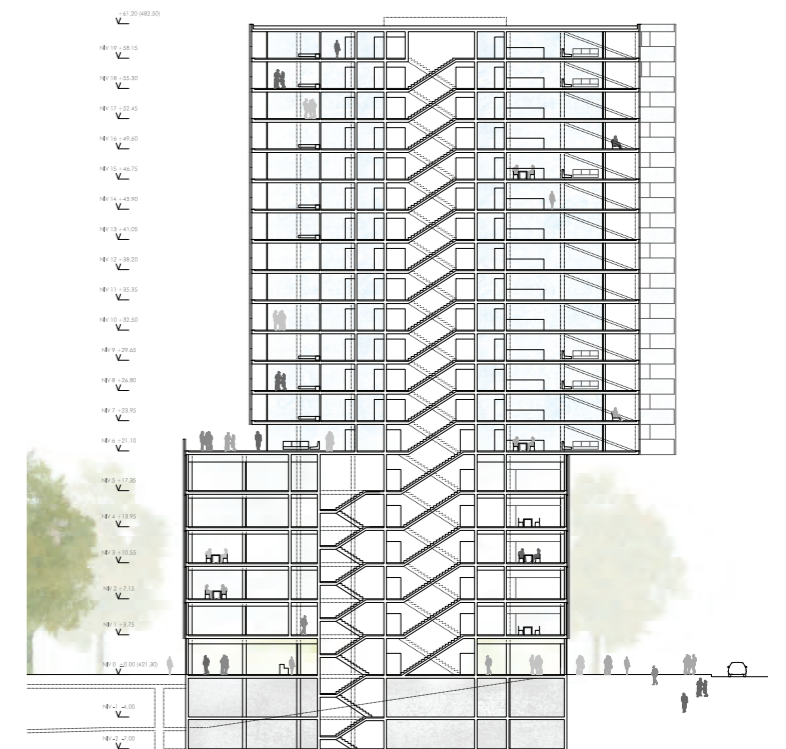 +61.20 (482.50)
NIV 19 +58.15
NIV 18 +55.30
NIV 17 +52.45
NIV 16 +49.60
NIV 15 +46.75
NIV 14 +43.90
NIV 13 +41.05
NIV 12 +38.20
NIV 11 +35.35
NIV 10 +32.50
NIV 9 +29.65
NIV 8 +26.80
NIV 7 +23.95
NIV 6 +21.10
NIV 5 +17.35
NIV 4 +13.95
NIV 3 +10.55
NIV 2 +7.15
NIV 1 +3.75
NIV 0 ±0.00 (421.30)
NIV -1
NIV -2